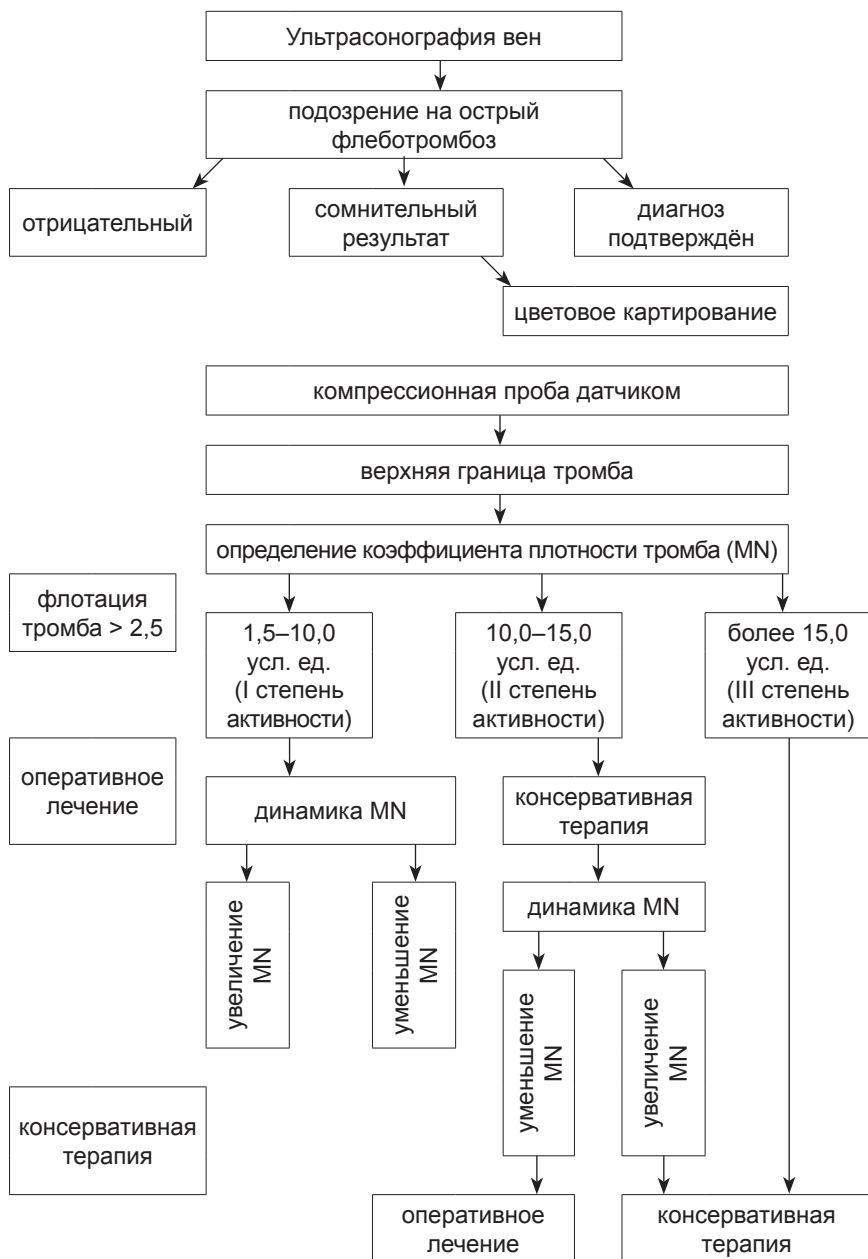 Ультрасонография вен
подозрение на острый
флеботромбоз
отрицательный
сомнительный
результат
диагноз
подтверждён
цветовое картирование
компрессионная проба датчиком
верхняя граница тромба
определение коэффициента плотности тромба (MN)
флотация
тромба > 2,5
1,5–10,0
усл. ед.
(I степень
активности)
10,0–15,0
усл. ед.
(II степень
активности)
более 15,0
усл. ед.
(III степень
активности)
оперативное
лечение
динамика MN
консервативная
терапия
увеличение
MN
уменьшение
MN
динамика MN
уменьшение
MN
увеличение
MN
консервативная
терапия
оперативное
лечение
консервативная
терапия